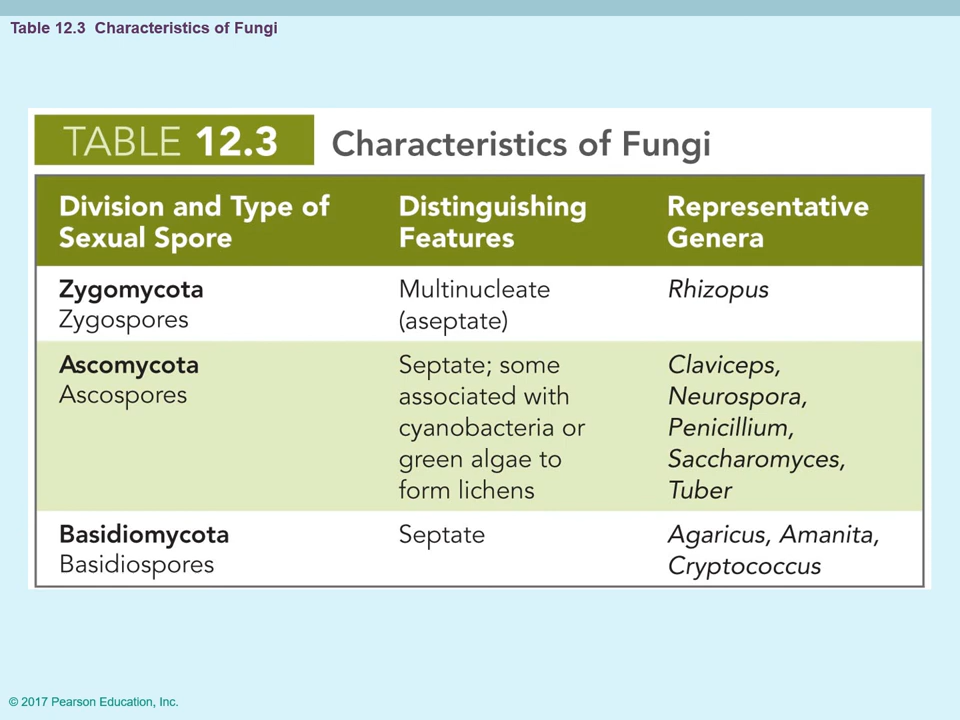 Table 12.3 Characteristics of Fungi
TABLE 12.3 Characteristics of Fungi
Division and Type of Sexual Spore
Distinguishing Features
Representative Genera
Zygomycota
Zygospores
Multinucleate
(aseptate)
Rhizopus
Ascomycota
Ascospores
Septate; some
associated with
cyanobacteria or
green algae to
form lichens
Claviceps,
Neurospora,
Penicillium,
Saccharomyces,
Tuber
Basidiomycota
Basidiospores
Septate
Agaricus, Amanita,
Cryptococcus
© 2017 Pearson Education, Inc.